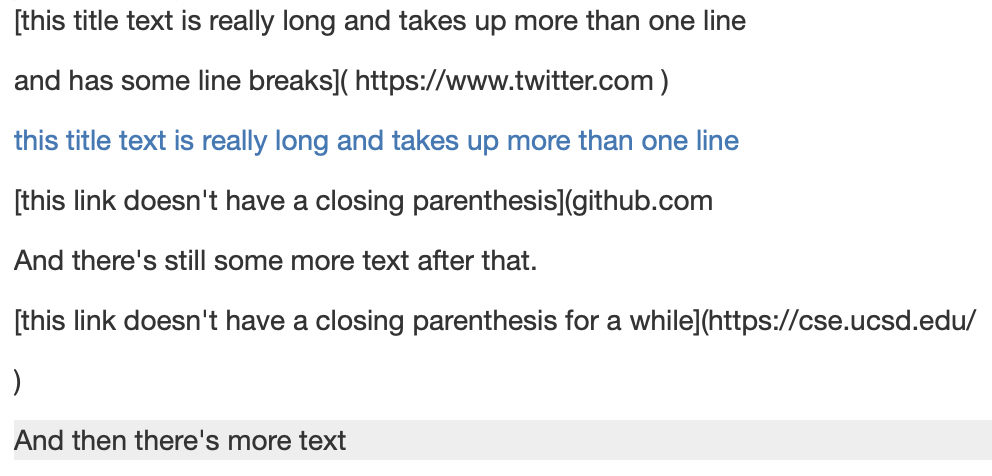 [this title text is really long and takes up more than one line
and has some line breaks]( https://www.twitter.com )
this title text is really long and takes up more than one line
[this link doesn't have a closing parenthesis](github.com
And there's still some more text after that.
[this link doesn't have a closing parenthesis for a while](https://cse.ucsd.edu/
)
And then there's more text